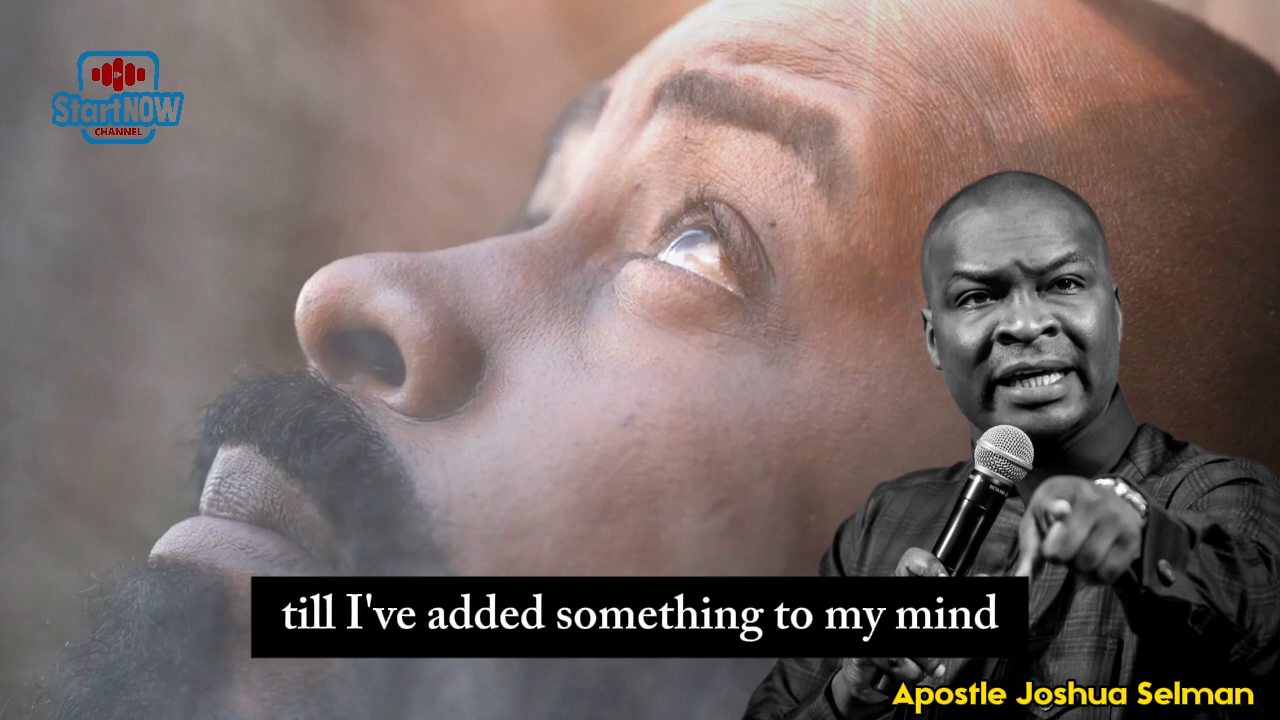 StartNOW
CHANNEL
till I've added something to my mind
Apostle Joshua Selman